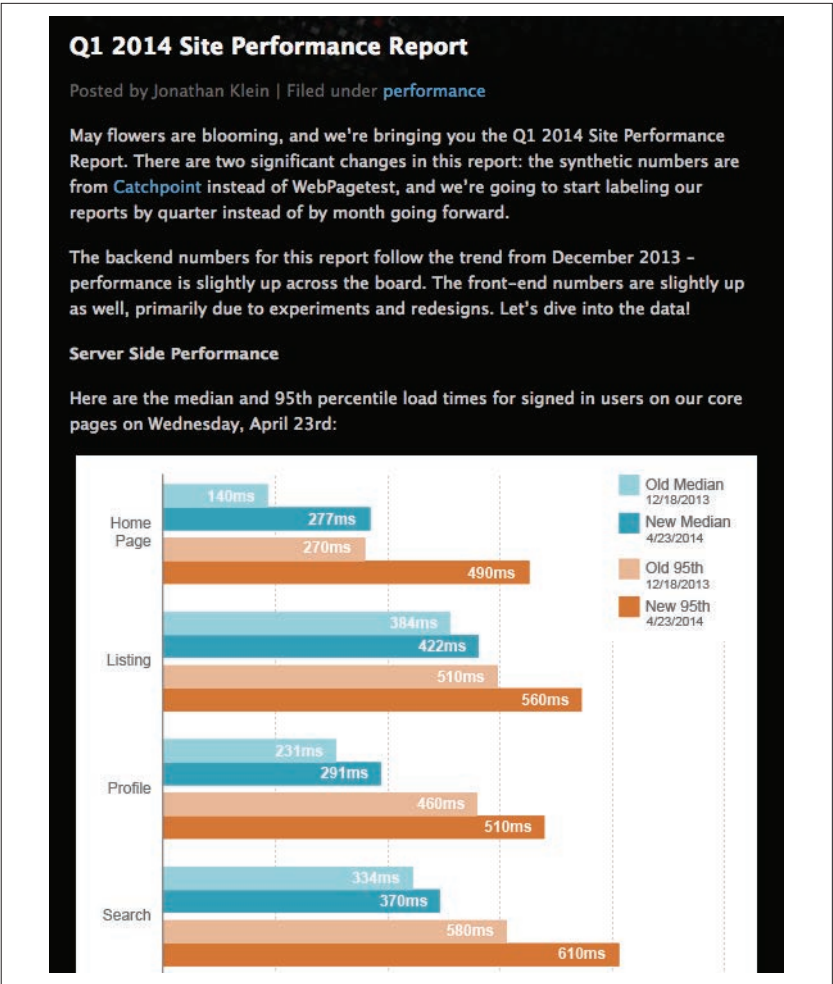 Q1 2014 Site Performance Report
Posted by Jonathan Klein | Filed under performance
May flowers are blooming, and we're bringing you the Q1 2014 Site Performance
Report. There are two significant changes in this report: the synthetic numbers are
from Catchpoint instead of WebPagetest, and we're going to start labeling our
reports by quarter instead of by month going forward.
The backend numbers for this report follow the trend from December 2013 –
performance is slightly up across the board. The front-end numbers are slightly up
as well, primarily due to experiments and redesigns. Let's dive into the data!
Server Side Performance
Here are the median and 95th percentile load times for signed in users on our core
pages on Wednesday, April 23rd:
Old Median
12/18/2013
New Median
4/23/2014
Old 95th
12/18/2013
New 95th
4/23/2014
Home
Page
140ms
277ms
270ms
490ms
Listing
384ms
422ms
510ms
560ms
Profile
231ms
291ms
460ms
510ms
Search
334ms
370ms
580ms
610ms